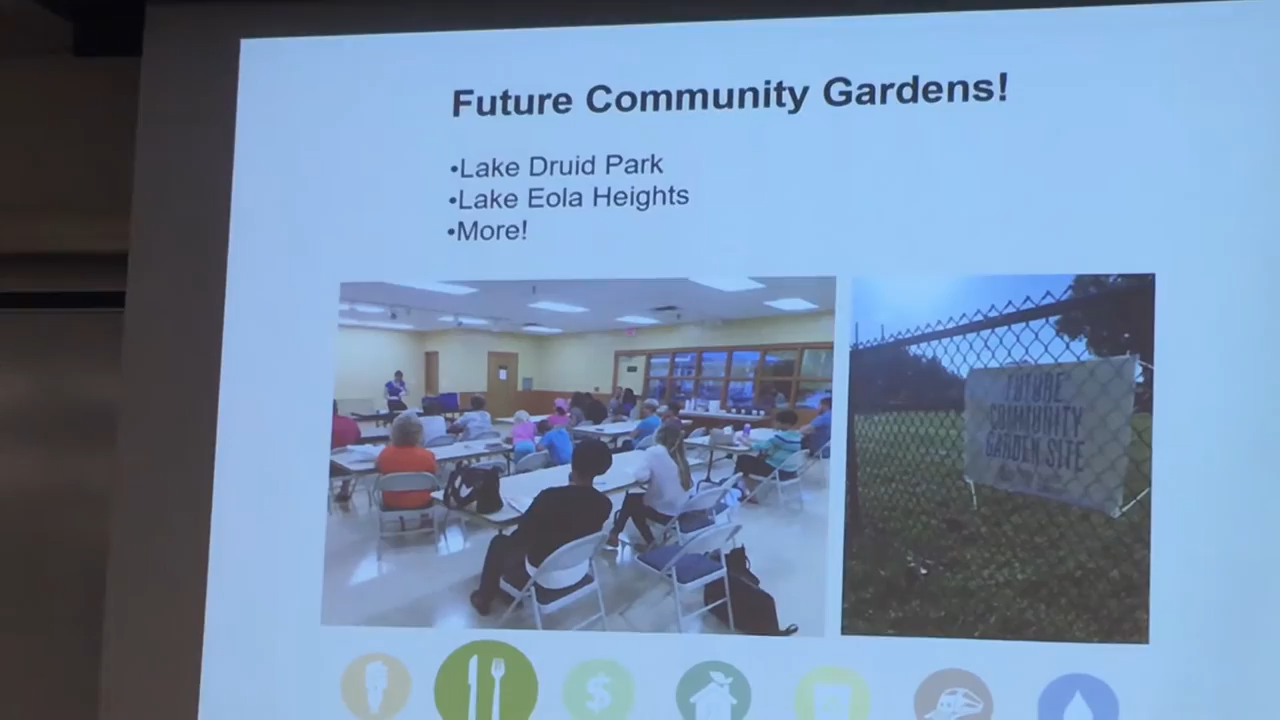 Future Community Gardens!
•Lake Druid Park
•Lake Eola Heights
•More!
FUTURE
COMMUNITY
GARDEN SITE
$